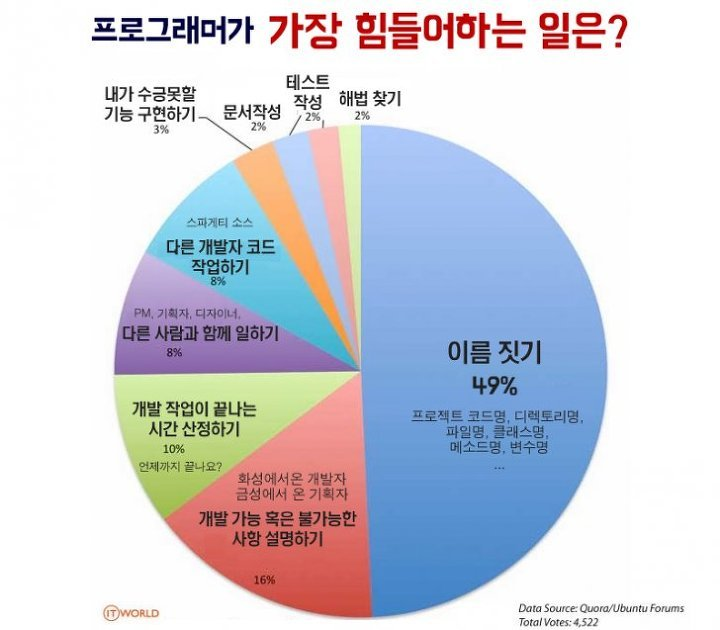 프로그래머가 가장 힘들어하는 일은?
내가 수긍못할
기능 구현하기
3%
문서작성
2%
테스트
작성
2%
해법 찾기
2%
스파게티 소스
다른 개발자 코드
작업하기
8%
PM, 기획자, 디자이너,
다른 사람과 함께 일하기
8%
이름 짓기
49%
프로젝트 코드명, 디렉토리명,
파일명, 클래스명,
메소드명, 변수명
...
개발 작업이 끝나는
시간 산정하기
10%
언제까지 끝나요?
화성에서온 개발자
금성에서 온 기획자
개발 가능 혹은 불가능한
사항 설명하기
16%
ITWORLD
Data Source: Quora/Ubuntu Forums
Total Votes: 4,522